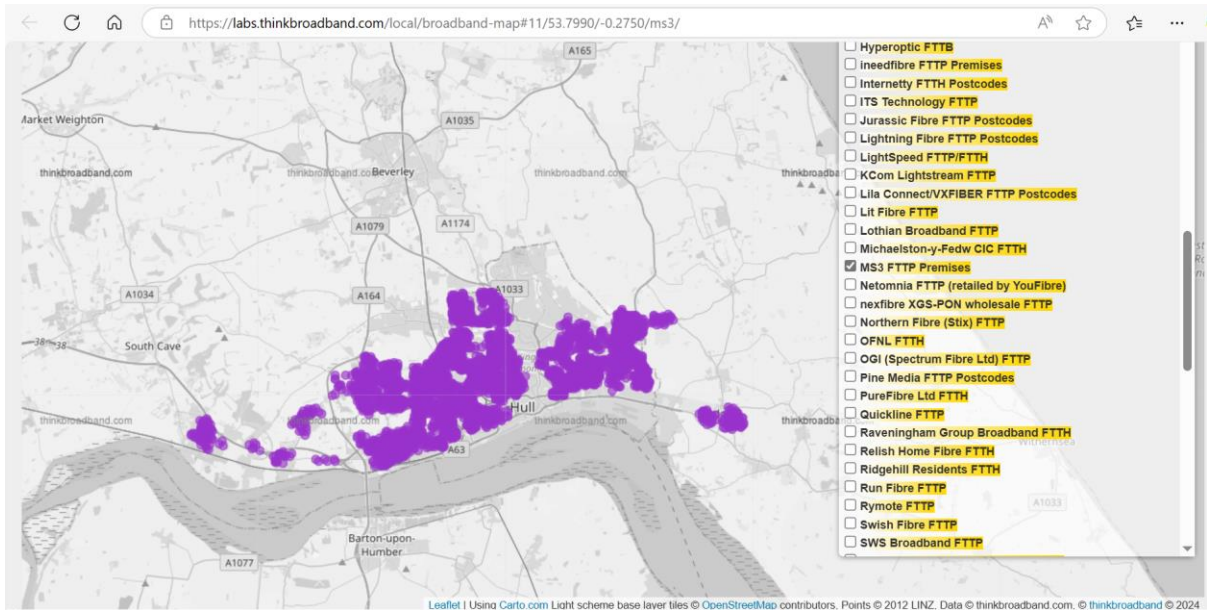 https://labs.thinkbroadband.com/local/broadband-map#11/53.7990/-0.2750/ms3/
A165
Market Weighton
A1035
thinkbroadband.com
thinkbroadband.com
Beverley
thinkbroadband.com
thinkbroadba
A1079
A1174
A1034
A164
A1033
38
38
South Cave
Hull
thinkbroadband.com
thinkbroadband.com
thinkbroadband.com
thinkbroadba
A63
Withernsea
A1033
Barton-upon-
Humber
A1077
Hyperoptic FTTB
ineedfibre FTTP Premises
Internetty FTTH Postcodes
ITS Technology FTTP
Jurassic Fibre FTTP Postcodes
Lightning Fibre FTTP Postcodes
LightSpeed FTTP/FTTH
KCom Lightstream FTTP
Lila Connect/VXFIBER FTTP Postcodes
Lit Fibre FTTP
Lothian Broadband FTTP
Michaelston-y-Fedw CIC FTTH
MS3 FTTP Premises
Netomnia FTTP (retailed by YouFibre)
nexfibre XGS-PON wholesale FTTP
Northern Fibre (Stix) FTTP
OFNL FTTH
OGI (Spectrum Fibre Ltd) FTTP
Pine Media FTTP Postcodes
PureFibre Ltd FTTH
Quickline FTTP
Raveningham Group Broadband FTTH
Relish Home Fibre FTTH
Ridgehill Residents FTTH
Run Fibre FTTP
Rymote FTTP
Swish Fibre FTTP
SWS Broadband FTTP
Leaflet | Using Carto.com Light scheme base layer tiles © OpenStreetMap contributors, Points © 2012 LINZ. Data © thinkbroadband.com, © thinkbroadband © 2024